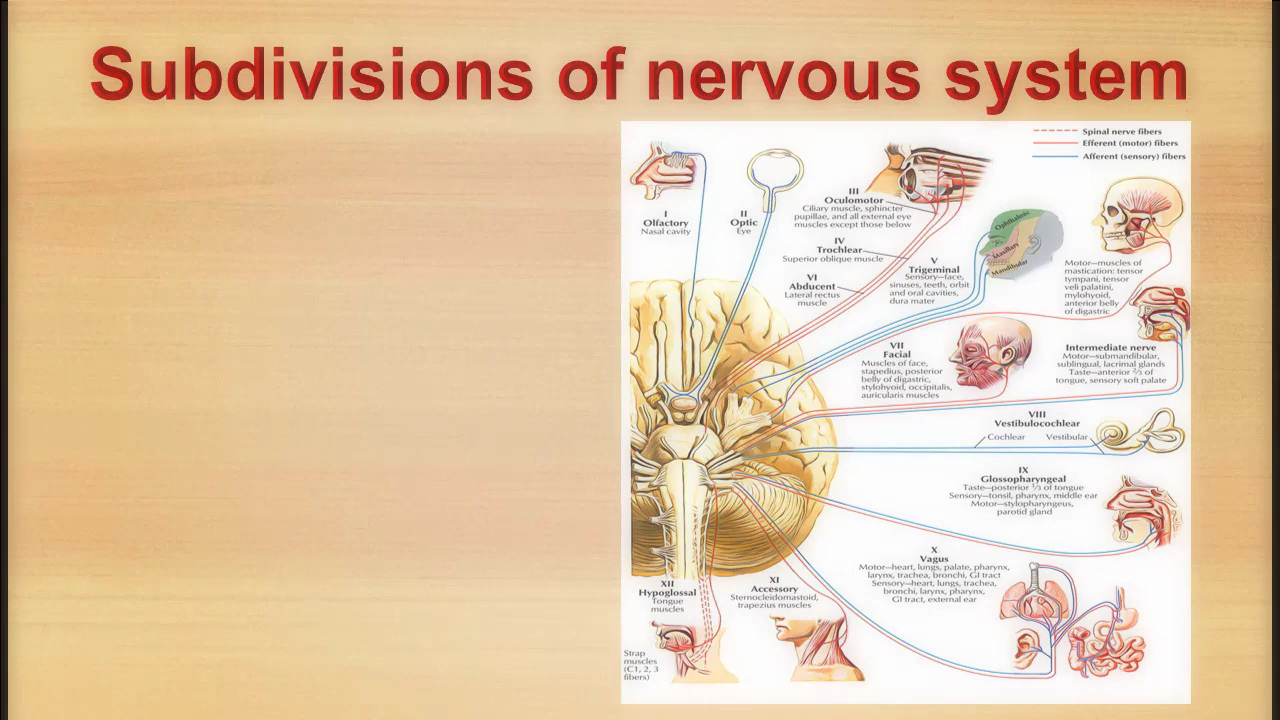 Subdivisions of nervous system
Spinal nerve fibers
Efferent (motor) fibers
Afferent (sensory) fibers
I
Olfactory
Nasal cavity
II
Optic
Eye
III
Oculomotor
Ciliary muscle, sphincter
pupillae, and all external eye
muscles except those below
IV
Trochlear
Superior oblique muscle
VI
Abducent
Lateral rectus
muscle
V
Trigeminal
Sensory—face,
sinuses, teeth, orbit
and oral cavities,
dura mater
Ophthalmic
Maxillary
Mandibular
Motor—muscles of
mastication: tensor
tympani, tensor
veli palatini,
mylohyoid,
anterior belly
of digastric
VII
Facial
Muscles of face,
stapedius, posterior
belly of digastric,
stylohyoid, occipitalis,
auricularis muscles
Intermediate nerve
Motor—submandibular,
sublingual, lacrimal glands
Taste—anterior 2/3 of
tongue, sensory soft palate
VIII
Vestibulocochlear
Cochlear Vestibular
IX
Glossopharyngeal
Taste—posterior 1/3 of tongue
Sensory—tonsil, pharynx, middle ear
Motor—stylopharyngeus,
parotid gland
X
Vagus
Motor—heart, lungs, palate, pharynx,
larynx, trachea, bronchi, GI tract
Sensory—heart, lungs, trachea,
bronchi, larynx, pharynx,
GI tract, external ear
XII
Hypoglossal
Tongue
muscles
XI
Accessory
Sternocleidomastoid,
trapezius muscles
Strap
muscles
(C1, 2, 3
fibers)